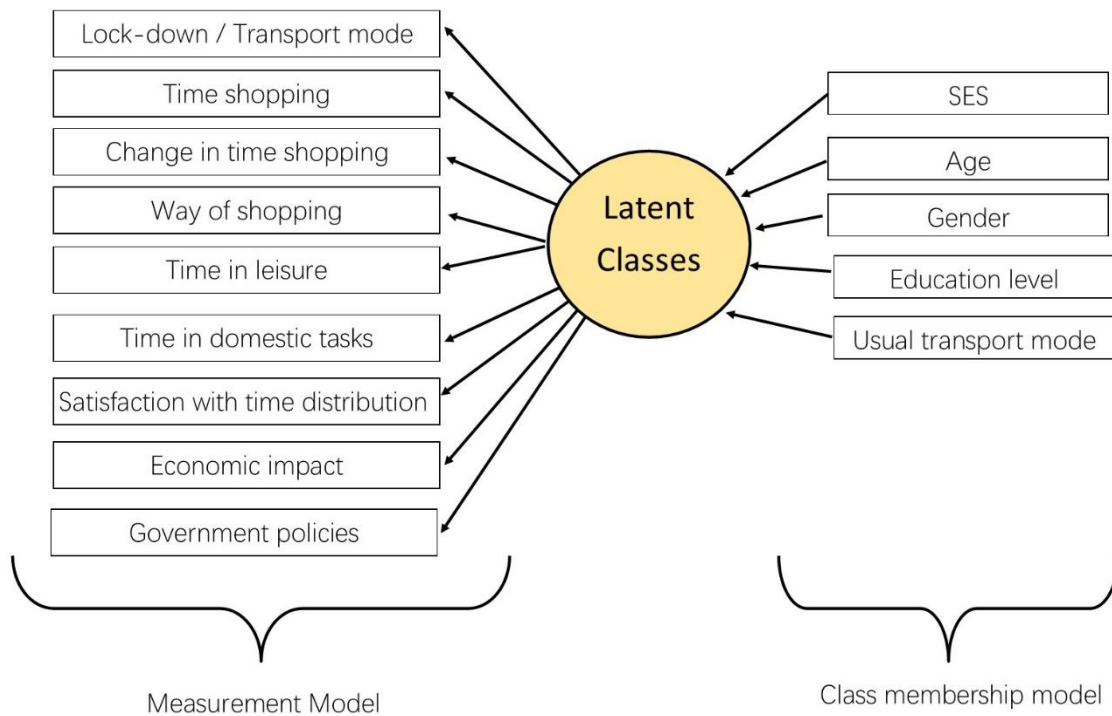 Lock-down / Transport mode
Time shopping
Change in time shopping
Way of shopping
Time in leisure
Time in domestic tasks
Satisfaction with time distribution
Economic impact
Government policies
Measurement Model
Latent
Classes
SES
Age
Gender
Education level
Usual transport mode
Class membership model